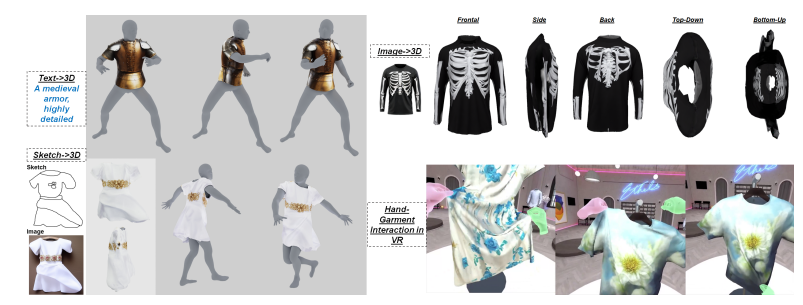 Text->3D
A medieval
armor,
highly
detailed
Sketch->3D
Sketch
Image
Image->3D
Frontal
Side
Back
Top-Down
Bottom-Up
Hand-
Garment
Interaction in
VR